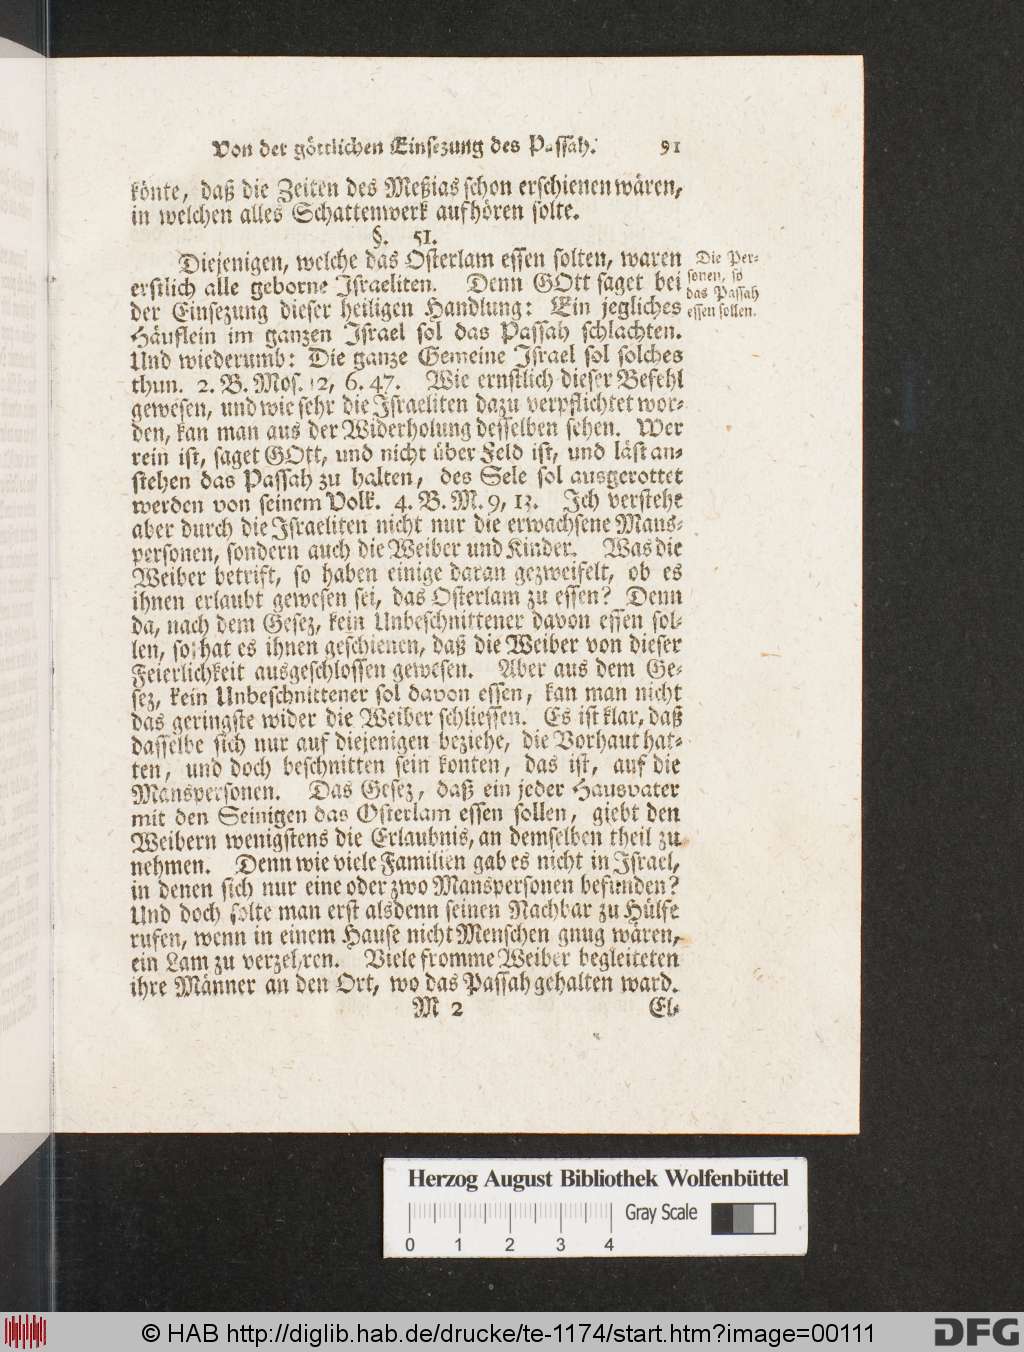 Von der göttlichen Einsezung des Passah. 91
könte, daß die Zeiten des Meßias schon erschienen wären,
in welchen alles Schattenwerk aufhören solte.
§. 51.
Diejenigen, welche das Osterlam essen solten, waren
erstlich alle geborne Israeliten. Denn GOtt saget bei
der Einsezung dieser heiligen Handlung: Ein jegliches
Häuflein im ganzen Israel sol das Passah schlachten.
Und wiederumb: Die ganze Gemeine Israel sol solches
thun. 2. B. Mos. 12, 6. 47. Wie ernstlich dieser Befehl
gewesen, und wie sehr die Israeliten dazu verpflichtet wor-
den, kan man aus der Widerholung desselben sehen. Wer
rein ist, saget GOtt, und nicht über Feld ist, und läst an-
stehen das Passah zu halten, des Sele sol ausgerottet
werden von seinem Volk. 4. B. M. 9, 13. Ich verstehe
aber durch die Israeliten nicht nur die erwachsene Mans-
personen, sondern auch die Weiber und Kinder. Was die
Weiber betrift, so haben einige daran gezweifelt, ob es
ihnen erlaubt gewesen sei, das Osterlam zu essen? Denn
da, nach dem Gesez, kein Unbeschnittener davon essen sol-
len, so hat es ihnen geschienen, daß die Weiber von dieser
Feierlichkeit ausgeschlossen gewesen. Aber aus dem Ge-
sez, kein Unbeschnittener sol davon essen, kan man nicht
das geringste wider die Weiber schliessen. Es ist klar, daß
dasselbe sich nur auf diejenigen beziehe, die Vorhaut hat-
ten, und doch beschnitten sein konten, das ist, auf die
Manspersonen. Das Gesez, daß ein jeder Hausvater
mit den Seinigen das Osterlam essen sollen, giebt den
Weibern wenigstens die Erlaubnis, an demselben theil zu
nehmen. Denn wie viele Familien gab es nicht in Israel,
in denen sich nur eine oder zwo Manspersonen befunden?
Und doch solte man erst alsdenn seinen Nachbar zu Hülfe
rufen, wenn in einem Hause nicht Menschen gnug wären,
ein Lam zu verzehren. Viele fromme Weiber begleiteten
ihre Männer an den Ort, wo das Passah gehalten ward.
M 2 El-
Die Per-
sonen, so
das Passah
essen sollen.
Herzog August Bibliothek Wolfenbüttel
Gray Scale
0 1 2 3 4
© HAB http://diglib.hab.de/drucke/te-1174/start.htm?image=00111
DFG